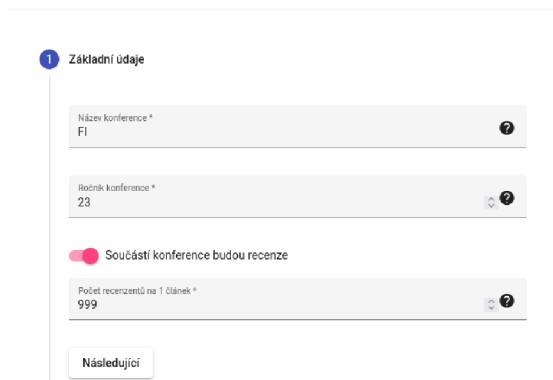 1 Základní údaje
Název konference *
FI
Ročník konference *
23
Součástí konference budou recenze
Počet recenzentů na 1 článek *
999
Následující